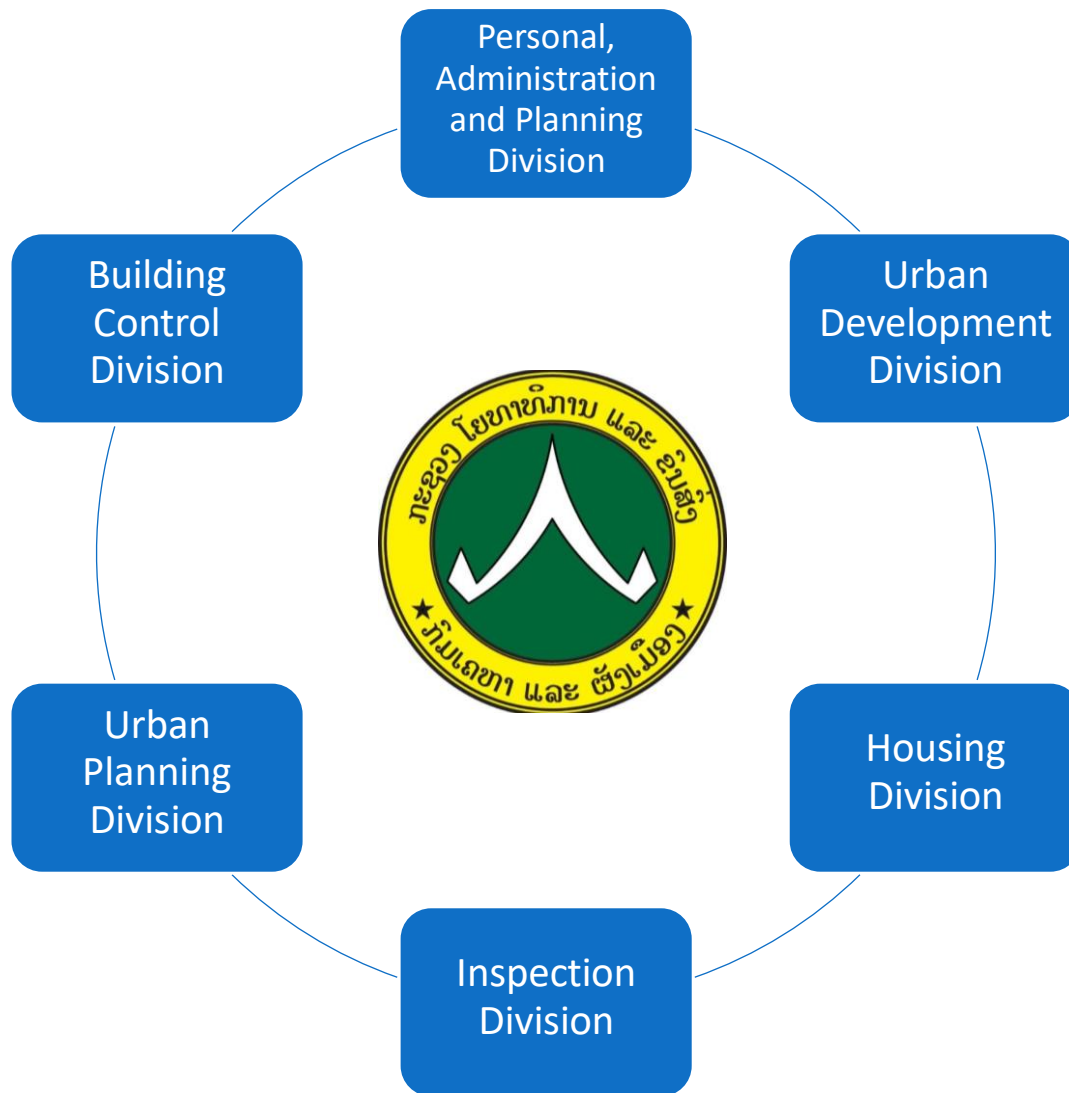 Personal,
Administration
and Planning
Division
Urban
Development
Division
Housing
Division
Inspection
Division
Urban
Planning
Division
Building
Control
Division
ກະຊວງ ໂຍທາທິການ ແລະ ຂົນສົ່ງ
ກົມເຄຫາ ແລະ ຜັງເມືອງ